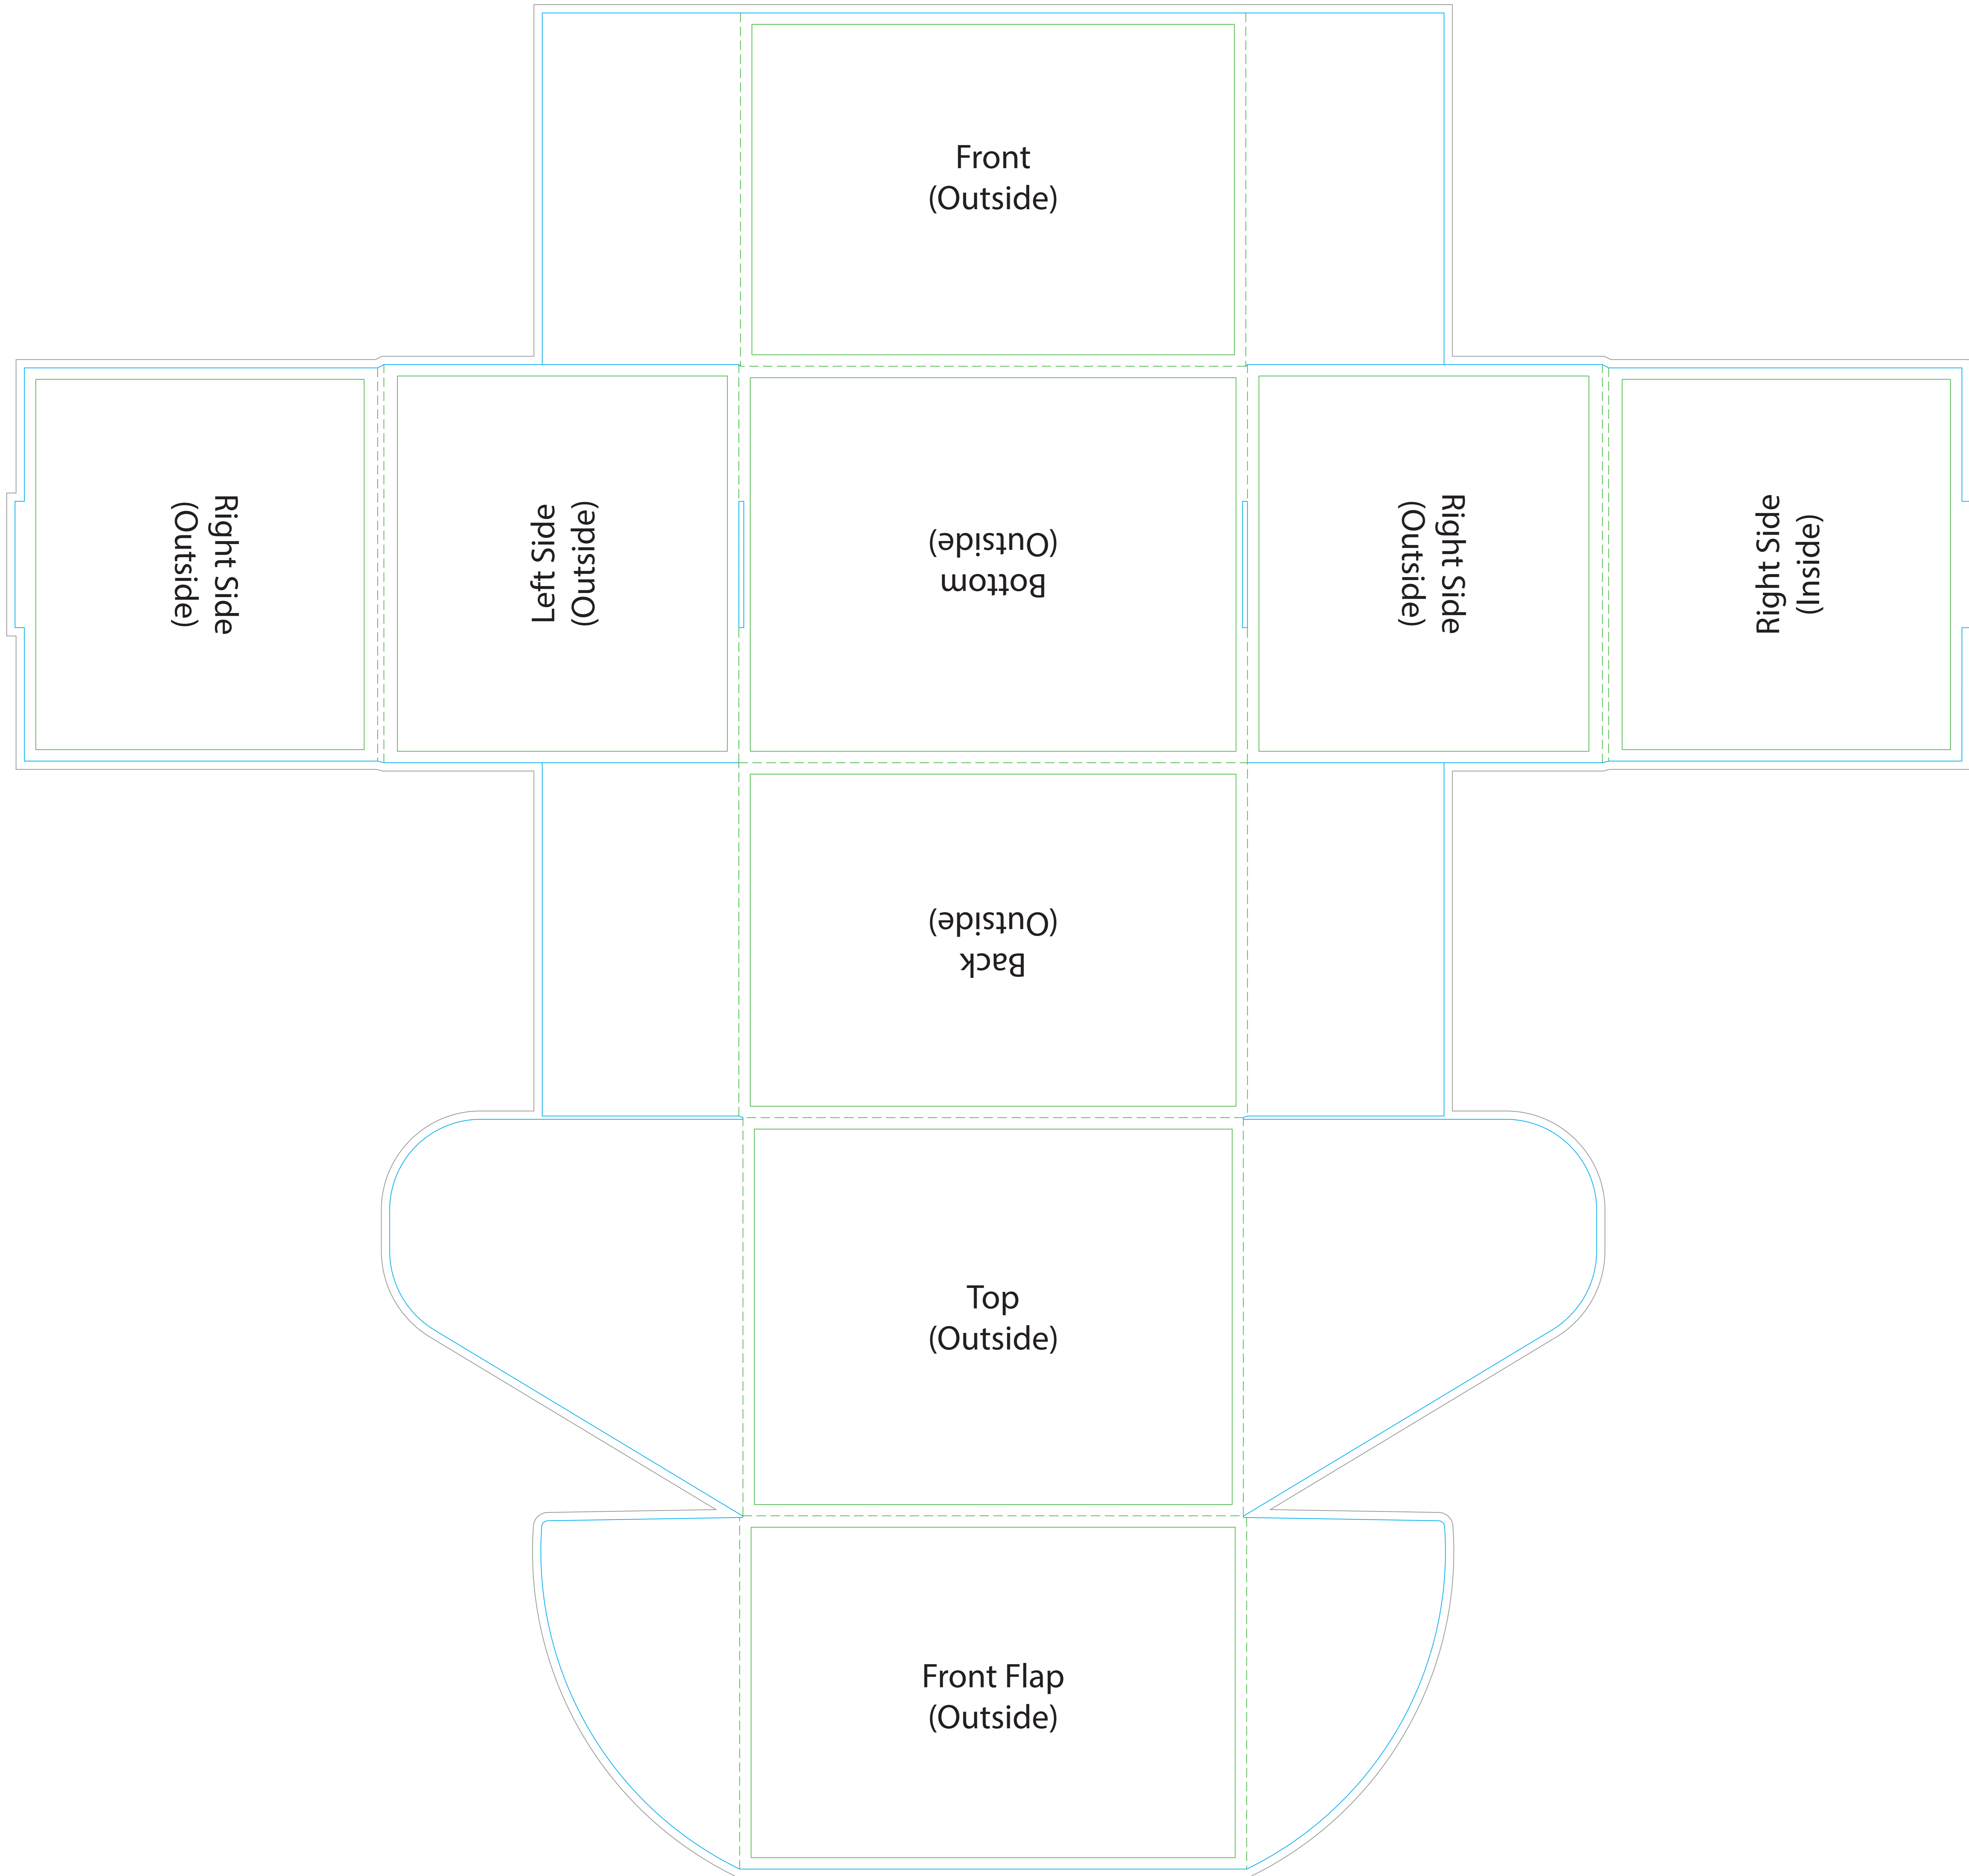 Front
(Outside)
Right Side
(Outside)
Left Side
(Outside)
Bottom
(Outside)
Right Side
(Outside)
Right Side
(Inside)
Back
(Outside)
Top
(Outside)
Front Flap
(Outside)